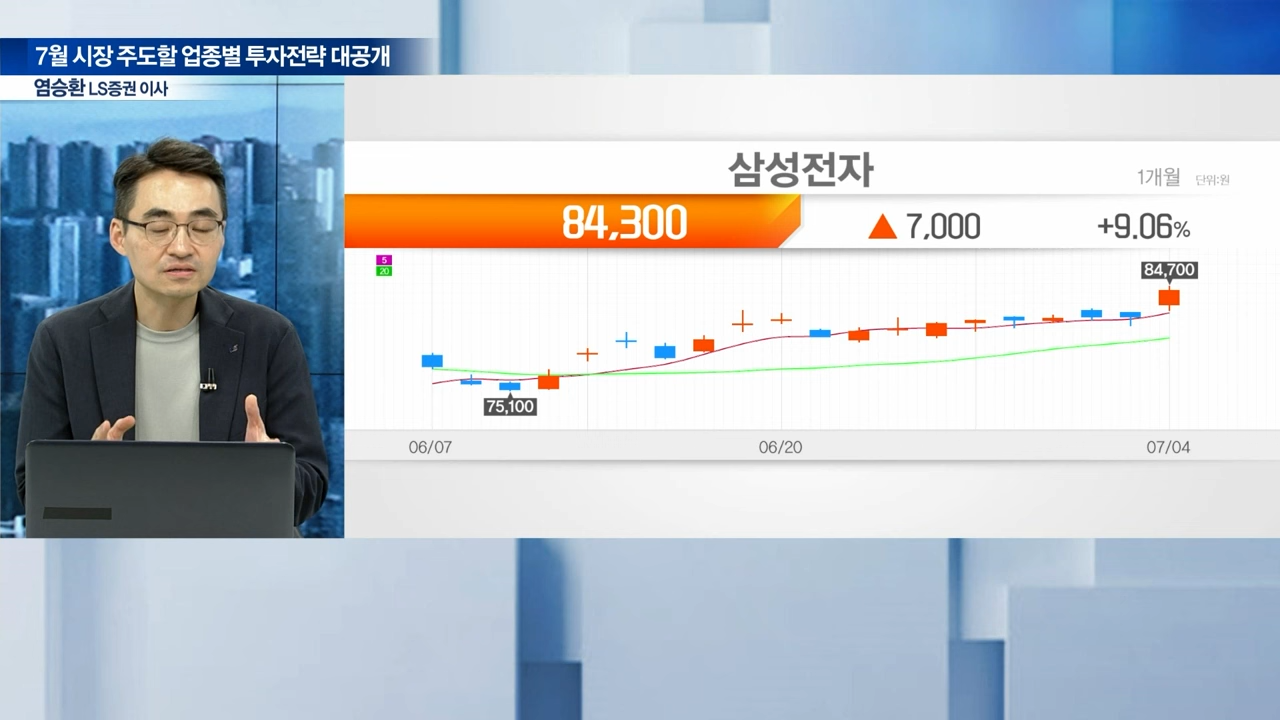 7월 시장 주도할 업종별 투자전략 대공개
염승환 LS증권 이사
삼성전자
1개월 단위:원
84,300 ▲ 7,000 +9.06%
5
20
84,700
75,100
06/07 06/20 07/04